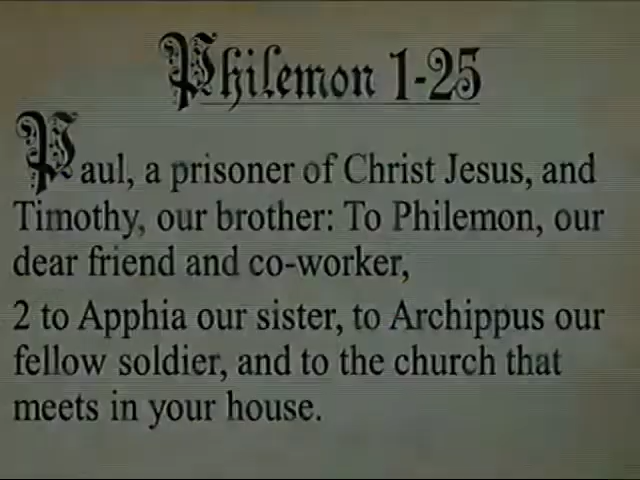 Philemon 1-25
Paul, a prisoner of Christ Jesus, and
Timothy, our brother: To Philemon, our
dear friend and co-worker,
2 to Apphia our sister, to Archippus our
fellow soldier, and to the church that
meets in your house.